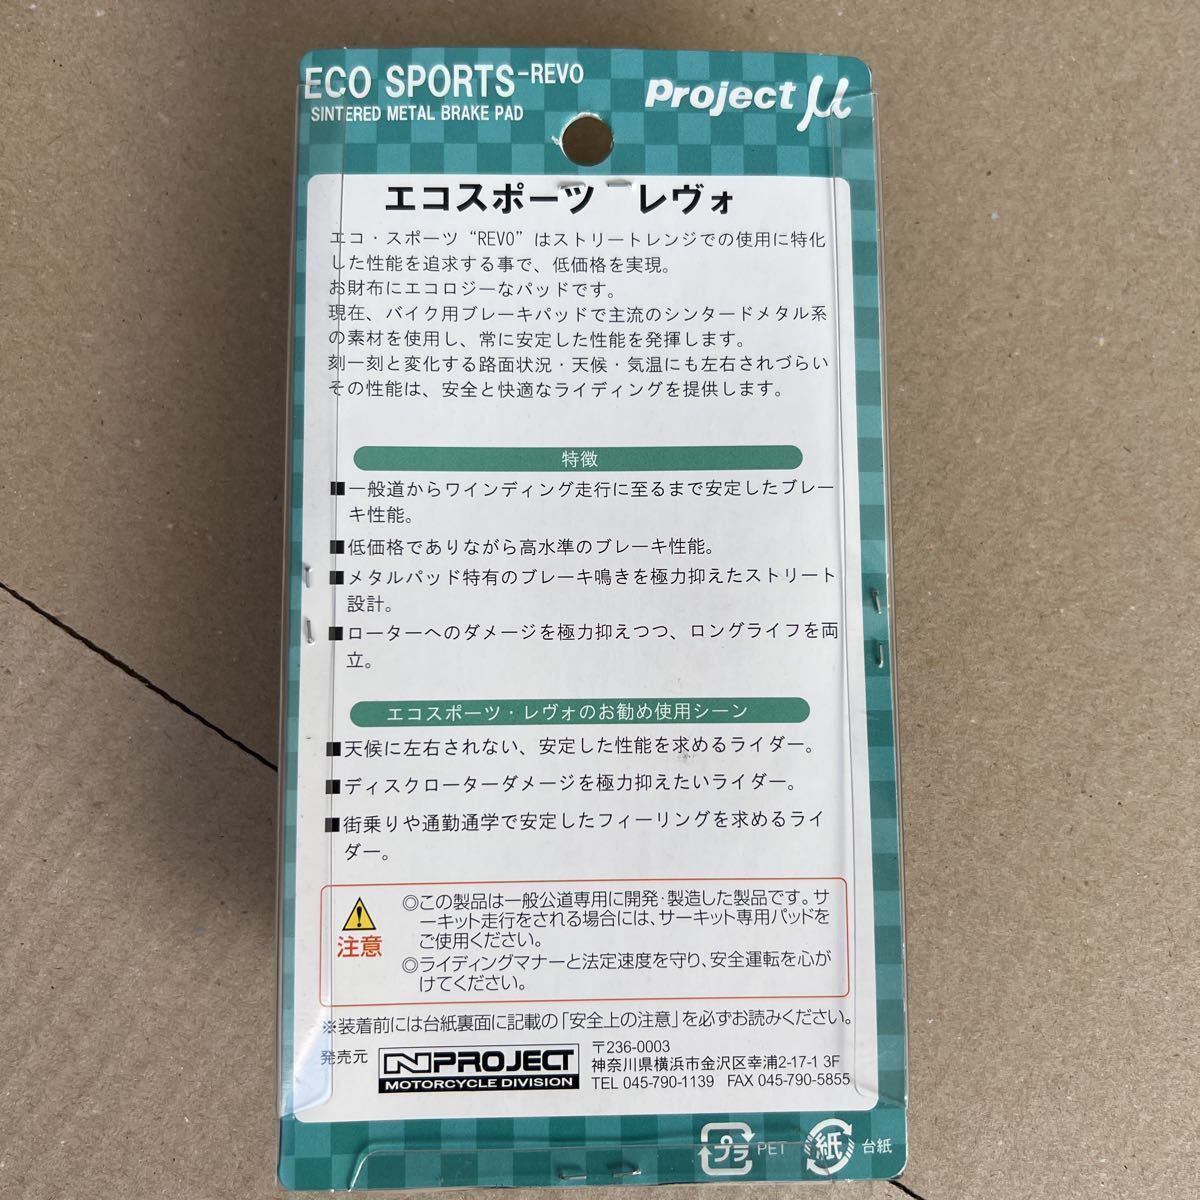 ECO SPORTS-REVO
SINTERED METAL BRAKE PAD
Project μ
エコスポーツ レヴォ
エコ・スポーツ“REVO”はストリートレンジでの使用に特化
した性能を追求する事で、低価格を実現。
お財布にエコロジーなパッドです。
現在、バイク用ブレーキパッドで主流のシンタードメタル系
の素材を使用し、常に安定した性能を発揮します。
刻一刻と変化する路面状況・天候・気温にも左右されづらい
その性能は、安全と快適なライディングを提供します。
特徴
■一般道からワインディング走行に至るまで安定したブレー
キ性能。
■低価格でありながら高水準のブレーキ性能。
■メタルパッド特有のブレーキ鳴きを極力抑えたストリート
設計。
■ローターへのダメージを極力抑えつつ、ロングライフを両
立。
エコスポーツ・レヴォのお勧め使用シーン
■天候に左右されない、安定した性能を求めるライダー。
■ディスクローターダメージを極力抑えたいライダー。
■街乗りや通勤通学で安定したフィーリングを求めるライ
ダー。
注意
◎この製品は一般公道専用に開発・製造した製品です。サ
ーキット走行をされる場合には、サーキット専用パッドを
ご使用ください。
◎ライディングマナーと法定速度を守り、安全運転を心が
けてください。
※装着前には台紙裏面に記載の「安全上の注意」を必ずお読みください。
発売元
NPROJECT
MOTORCYCLE DIVISION
〒236-0003
神奈川県横浜市金沢区幸浦2-17-1 3F
TEL 045-790-1139 FAX 045-790-5855
プラ PET
紙 台紙